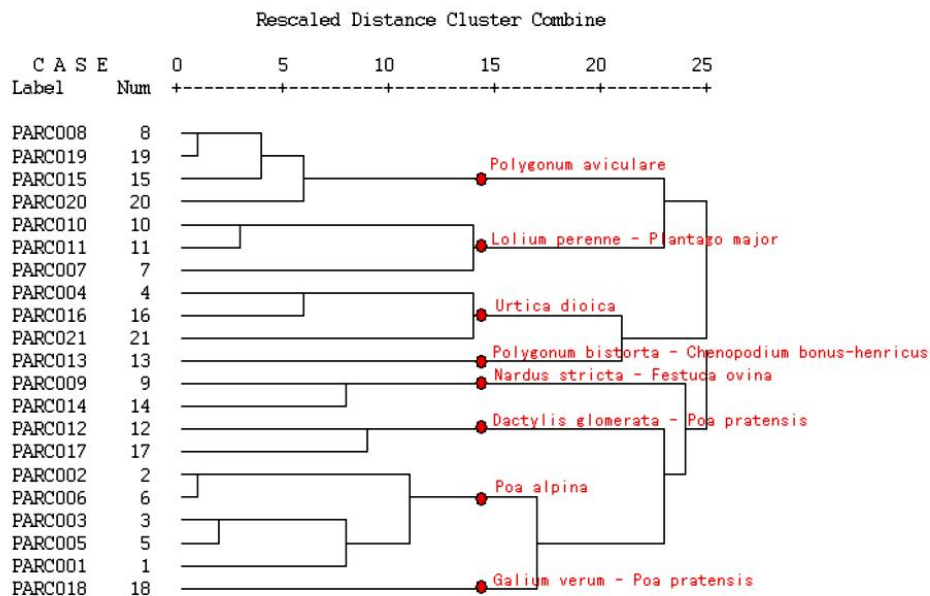 Rescaled Distance Cluster Combine
C A S E 0 5 10 15 20 25
Label Num +---------+---------+---------+---------+---------+
PARC008 8
PARC019 19
Polygonum aviculare
PARC015 15
PARC020 20
PARC010 10
PARC011 11
Lolium perenne - Plantago major
PARC007 7
PARC004 4
Urtica dioica
PARC016 16
PARC021 21
PARC013 13
Polygonum bistorta - Chenopodium bonus-henricus
PARC009 9
Nardus stricta - Festuca ovina
PARC014 14
PARC012 12
Dactylis glomerata - Poa pratensis
PARC017 17
PARC002 2
Poa alpina
PARC006 6
PARC003 3
PARC005 5
PARC001 1
PARC018 18
Galium verum - Poa pratensis